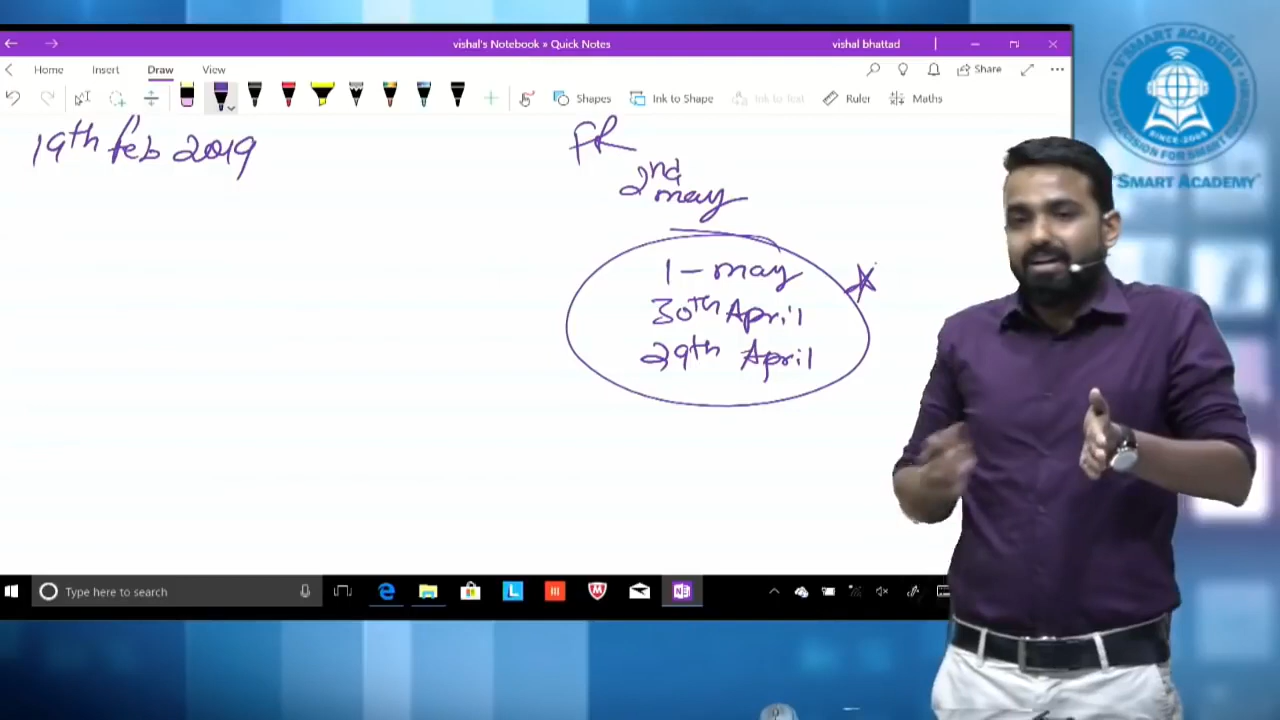 vishal's Notebook » Quick Notes
vishal bhattad
Home Insert Draw View
Share
Shapes
Ink to Shape
Ink to Text
Ruler
Maths
19th Feb 2019
FR
2nd may
1 - may
30th April
29th April
Type here to search
SINCE-2005
SMART ACADEMY